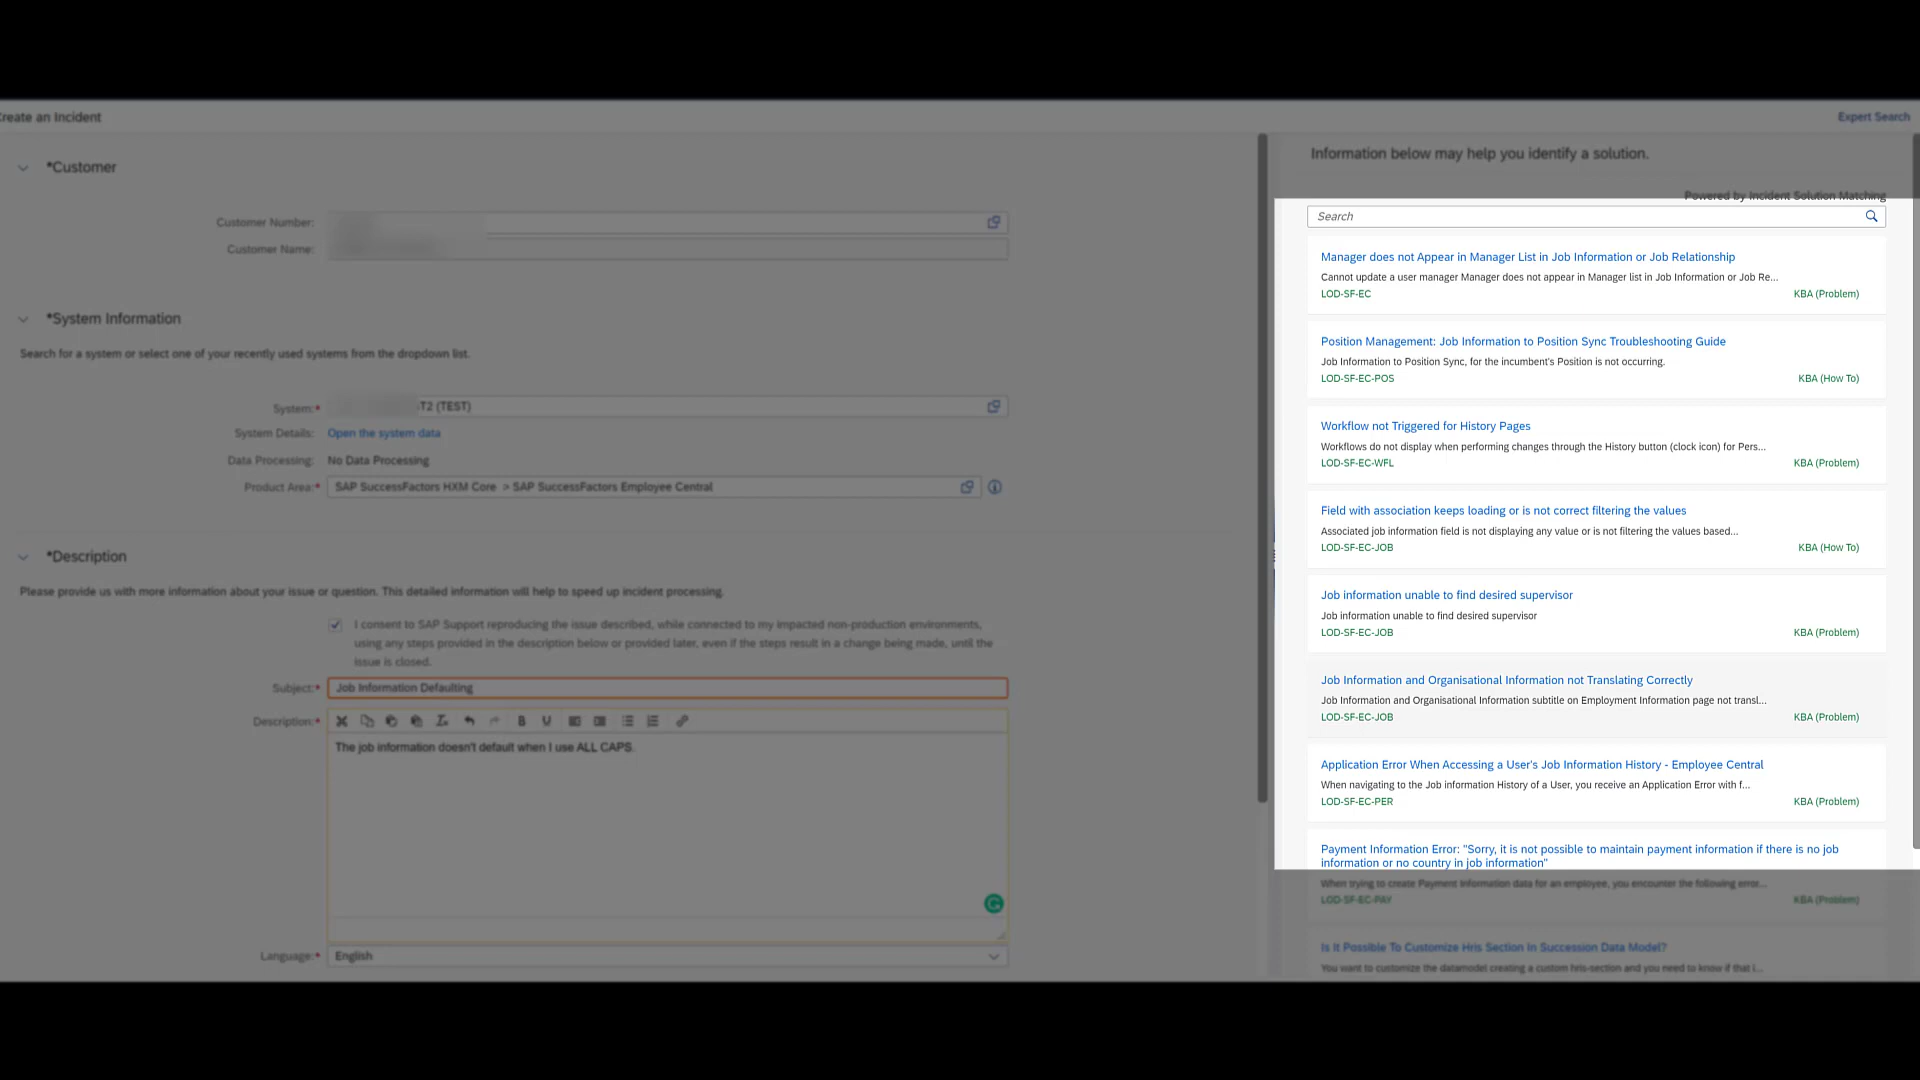 reate an Incident
Expert Search
*Customer
Customer Number:
Customer Name:
*System Information
Search for a system or select one of your recently used systems from the dropdown list.
System:*
T2 (TEST)
System Details:
Open the system data
Data Processing:
No Data Processing
Product Area:*
SAP SuccessFactors HXM Core > SAP SuccessFactors Employee Central
*Description
Please provide us with more information about your issue or question. This detailed information will help to speed up incident processing.
I consent to SAP Support reproducing the issue described, while connected to my impacted non-production environments,
using any steps provided in the description below or provided later, even if the steps result in a change being made, until the
issue is closed.
Subject:*
Job Information Defaulting
Description:*
B U
The job information doesn't default when I use ALL CAPS.
Language:*
English
Information below may help you identify a solution.
Powered by Incident Solution Matching
Search
Manager does not Appear in Manager List in Job Information or Job Relationship
Cannot update a user manager Manager does not appear in Manager list in Job Information or Job Re...
LOD-SF-EC
KBA (Problem)
Position Management: Job Information to Position Sync Troubleshooting Guide
Job Information to Position Sync, for the incumbent's Position is not occurring.
LOD-SF-EC-POS
KBA (How To)
Workflow not Triggered for History Pages
Workflows do not display when performing changes through the History button (clock icon) for Pers...
LOD-SF-EC-WFL
KBA (Problem)
Field with association keeps loading or is not correct filtering the values
Associated job information field is not displaying any value or is not filtering the values based...
LOD-SF-EC-JOB
KBA (How To)
Job information unable to find desired supervisor
Job information unable to find desired supervisor
LOD-SF-EC-JOB
KBA (Problem)
Job Information and Organisational Information not Translating Correctly
Job Information and Organisational Information subtitle on Employment Information page not transl...
LOD-SF-EC-JOB
KBA (Problem)
Application Error When Accessing a User's Job Information History - Employee Central
When navigating to the Job information History of a User, you receive an Application Error with f...
LOD-SF-EC-PER
KBA (Problem)
Payment Information Error: "Sorry, it is not possible to maintain payment information if there is no job
information or no country in job information"
When trying to create Payment Information data for an employee, you encounter the following error...
LOD-SF-EC-PAY
KBA (Problem)
Is It Possible To Customize Hris Section In Succession Data Model?
You want to customize the datamodel creating a custom hris-section and you need to know if that i...